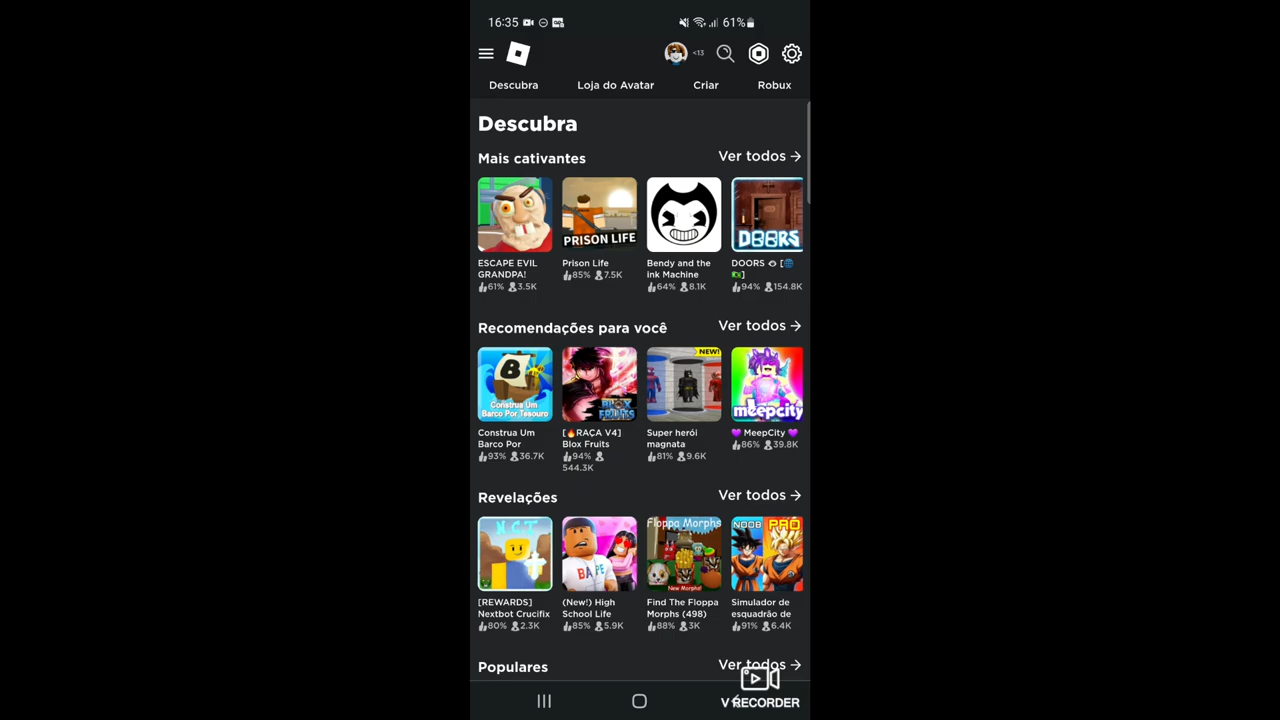 16:35 61%
<13
Descubra Loja do Avatar Criar Robux
Descubra
Mais cativantes Ver todos →
PRISON LIFE
DOORS
ESCAPE EVIL
GRANDPA!
61% 3.5K
Prison Life
85% 7.5K
Bendy and the
ink Machine
64% 8.1K
DOORS 👁 [🌐
]
94% 154.8K
Recomendações para você Ver todos →
B
Construa Um
Barco Por Tesouro
BLOX
FRUITS
NEW!
meepcity
Construa Um
Barco Por
93% 36.7K
[🔥RAÇA V4]
Blox Fruits
94%
544.3K
Super herói
magnata
81% 9.6K
💜 MeepCity 💜
86% 39.8K
Revelações Ver todos →
BAPE
Floppa Morphs
New Morphs!
NOOB PRO
[REWARDS]
Nextbot Crucifix
80% 2.3K
(New!) High
School Life
85% 5.9K
Find The Floppa
Morphs (498)
88% 3K
Simulador de
esquadrão de
91% 6.4K
Populares Ver todos →
V RECORDER